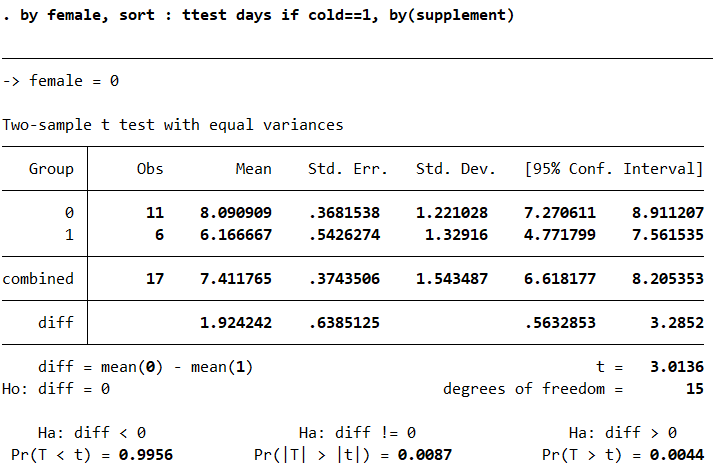 . by female, sort : ttest days if cold==1, by(supplement)
-> female = 0
Two-sample t test with equal variances
Group Obs Mean Std. Err. Std. Dev. [95% Conf. Interval]
0 11 8.090909 .3681538 1.221028 7.270611 8.911207
1 6 6.166667 .5426274 1.32916 4.771799 7.561535
combined 17 7.411765 .3743506 1.543487 6.618177 8.205353
diff 1.924242 .6385125 .5632853 3.2852
diff = mean(0) - mean(1) t = 3.0136
Ho: diff = 0 degrees of freedom = 15
Ha: diff < 0 Ha: diff != 0 Ha: diff > 0
Pr(T < t) = 0.9956 Pr(|T| > |t|) = 0.0087 Pr(T > t) = 0.0044